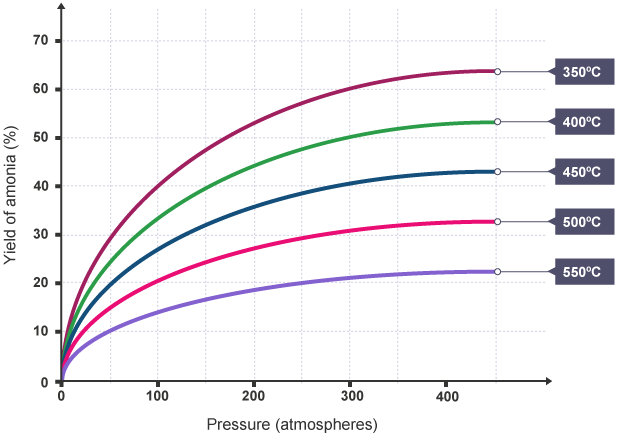 Yield of amonia (%)
70
60
50
40
30
20
10
0
350ºC
400ºC
450ºC
500ºC
550ºC
0 100 200 300 400
Pressure (atmospheres)